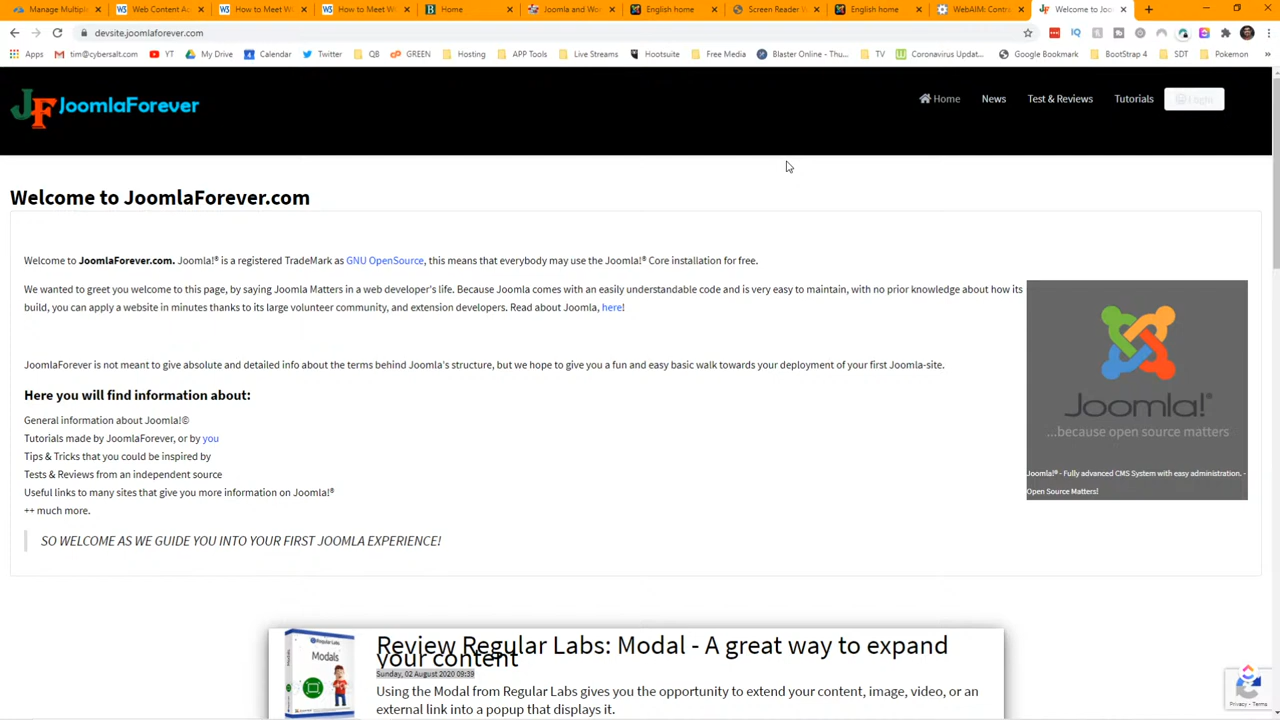 Manage Multiple
Web Content Ac
How to Meet W
How to Meet W
Home
Joomla and Wo
English home
Screen Reader
English home
WebAIM: Contr
Welcome to Joo
devsite.joomlaforever.com
Apps
tim@cybersalt.com
YT
My Drive
Calendar
Twitter
QB
GREEN
Hosting
APP Tools
Live Streams
Hootsuite
Free Media
Blaster Online - Thu...
TV
Coronavirus Updat...
Google Bookmark
BootStrap 4
SDT
Pokemon
JF JoomlaForever
Home
News
Test & Reviews
Tutorials
Login
Welcome to JoomlaForever.com
Welcome to JoomlaForever.com. Joomla!® is a registered TradeMark as GNU OpenSource, this means that everybody may use the Joomla!® Core installation for free.
We wanted to greet you welcome to this page, by saying Joomla Matters in a web developer's life. Because Joomla comes with an easily understandable code and is very easy to maintain, with no prior knowledge about how its
build, you can apply a website in minutes thanks to its large volunteer community, and extension developers. Read about Joomla, here!
JoomlaForever is not meant to give absolute and detailed info about the terms behind Joomla's structure, but we hope to give you a fun and easy basic walk towards your deployment of your first Joomla-site.
Joomla!®
...because open source matters
Joomla!® - Fully advanced CMS System with easy administration. -
Open Source Matters!
Here you will find information about:
General information about Joomla!©
Tutorials made by JoomlaForever, or by you
Tips & Tricks that you could be inspired by
Tests & Reviews from an independent source
Useful links to many sites that give you more information on Joomla!®
++ much more.
SO WELCOME AS WE GUIDE YOU INTO YOUR FIRST JOOMLA EXPERIENCE!
Regular Labs
Modals
Review Regular Labs: Modal - A great way to expand
your content
Sunday, 02 August 2020 09:39
Using the Modal from Regular Labs gives you the opportunity to extend your content, image, video, or an
external link into a popup that displays it.
Privacy - Terms